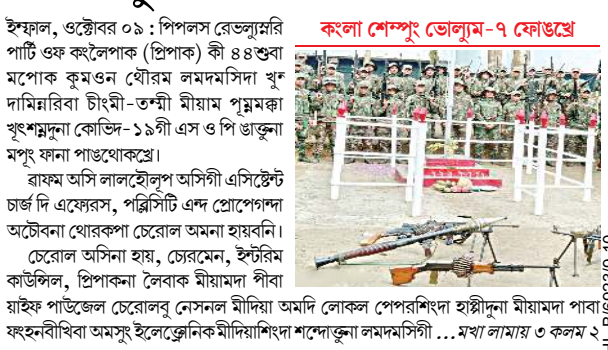 কংলা শেম্পুং ভোল্যুম-৭ ফোঙখ্রে
ইম্ফাল, ওক্টোবর ০৯ : পিপলস রেভল্যুস্নরি
পার্টি ওফ কংলৈপাক (প্রিপাক) কী ৪৪শুবা
মপোক কুমওন থৌরম লমদমসিদা খুন
দামিন্নরিবা চীংমী-তম্মী মীয়াম পূম্নমক্না
খূৎশম্নদুনা কোভিদ-১৯গী এস ও পি ঙাক্তুনা
মপূং ফানা পাঙথোকখ্রে।
ৱাফম অসি লালহৌলূপ অসিগী এসিষ্টেন্ট
চার্জ দি এফ্যেরস, পব্লিসিটি এন্দ প্রোপেগন্দা
অচৌবনা থোরকপা চেরোল অমনা হায়বনি।
চেরোল অসিনা হায়, চ্যেরমেন, ইন্টরিম
কাউন্সিল, প্রিপাকনা লৈবাক মীয়ামদা পীবা
য়াইফ পাউজেল চেরোলবু নেসনল মীদিয়া অমদি লোকল পেপরশিংদা হাপ্পীদুনা মীয়ামদা পাবা
ফংহনবীখিবা অমসুং ইলেক্ত্রোনিক মীদিয়াশিংদা শন্দোক্তুনা লমদমসিগী ...মখা লামায় ৩ কলম ২